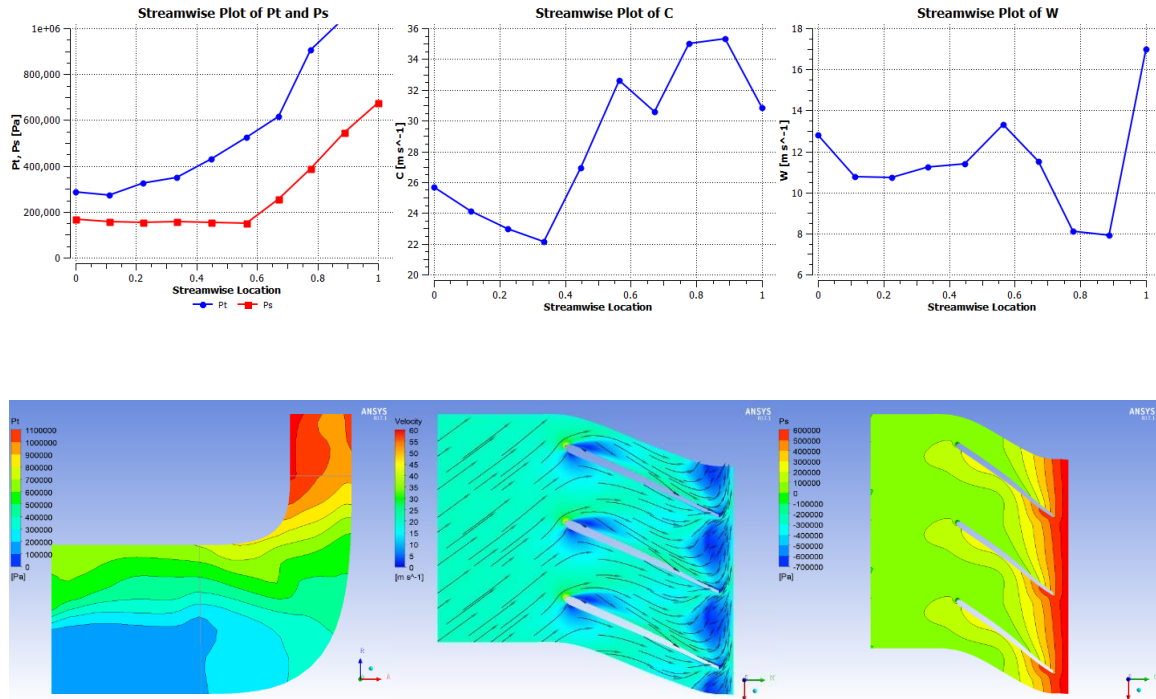 Streamwise Plot of Pt and Ps
1e+06
800,000
600,000
400,000
200,000
0
Pt, Ps [Pa]
0 0.2 0.4 0.6 0.8 1
Streamwise Location
Pt Ps
Streamwise Plot of C
36
34
32
30
28
26
24
22
20
C [m s^-1]
0 0.2 0.4 0.6 0.8 1
Streamwise Location
Streamwise Plot of W
18
16
14
12
10
8
6
W [m s^-1]
0 0.2 0.4 0.6 0.8 1
Streamwise Location
Pt
1100000
1000000
900000
800000
700000
600000
500000
400000
300000
200000
100000
0
[Pa]
ANSYS
R
A
Velocity
60
55
50
45
40
35
30
25
20
15
10
5
0
[m s^-1]
ANSYS
Ps
600000
500000
400000
300000
200000
100000
0
-100000
-200000
-300000
-400000
-500000
-600000
-700000
[Pa]
ANSYS